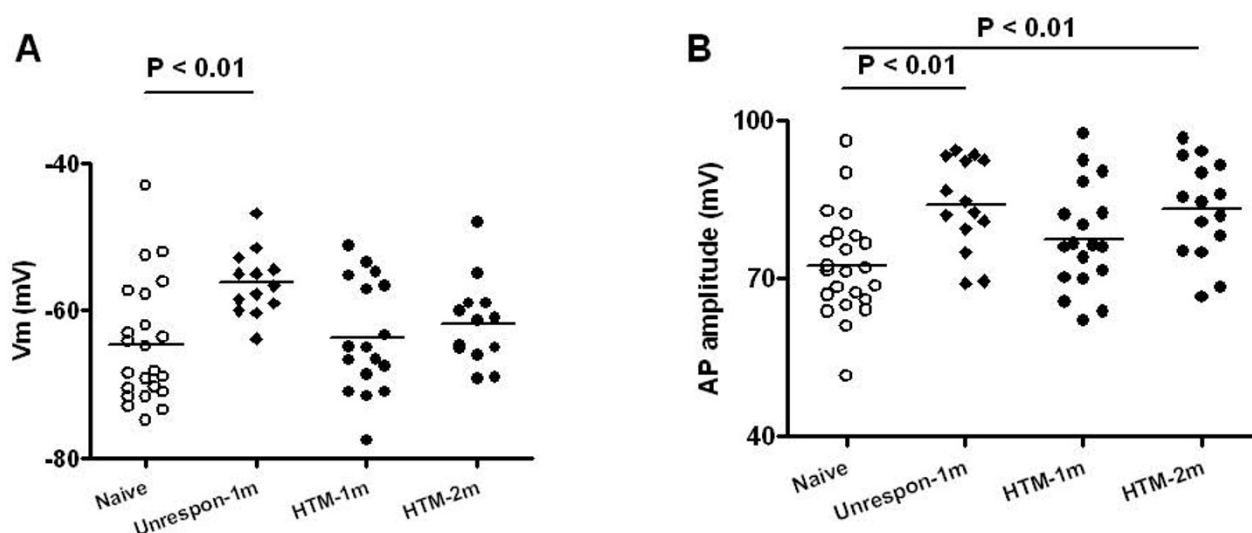 A
P < 0.01
Vm (mV)
-40
-60
-80
Naive
Unrespon-1m
HTM-1m
HTM-2m
B
P < 0.01
P < 0.01
AP amplitude (mV)
100
70
40
Naive
Unrespon-1m
HTM-1m
HTM-2m